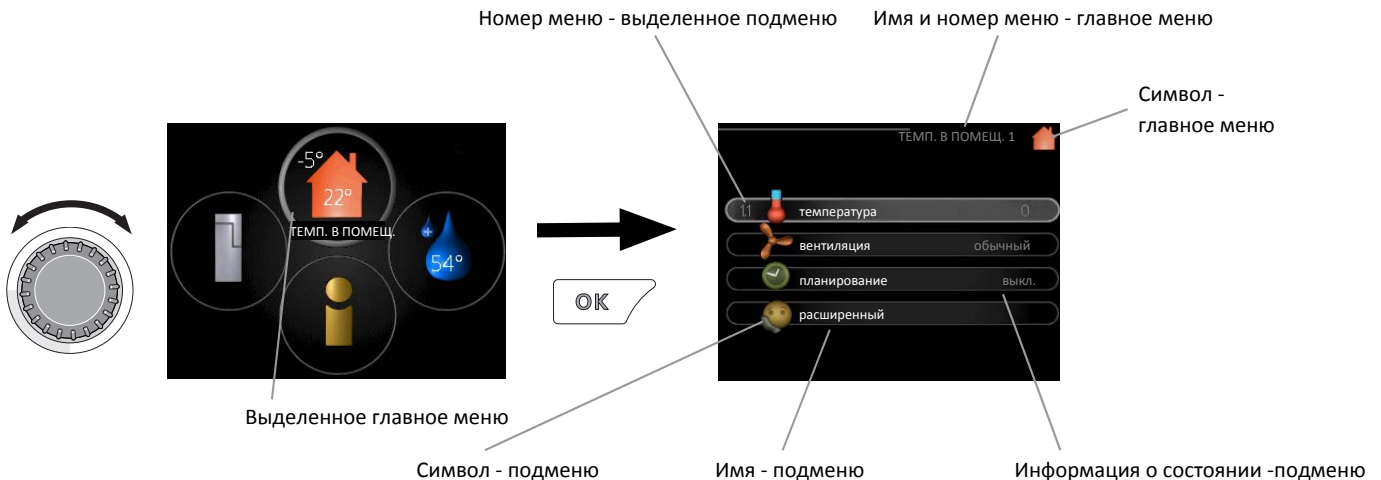 Номер меню - выделенное подменю
Имя и номер меню - главное меню
Символ -
главное меню
-5°
22°
ТЕМП. В ПОМЕЩ.
54°
OK
ТЕМП. В ПОМЕЩ. 1
1.1 температура 0
вентиляция обычный
планирование выкл.
расширенный
Выделенное главное меню
Символ - подменю
Имя - подменю
Информация о состоянии -подменю